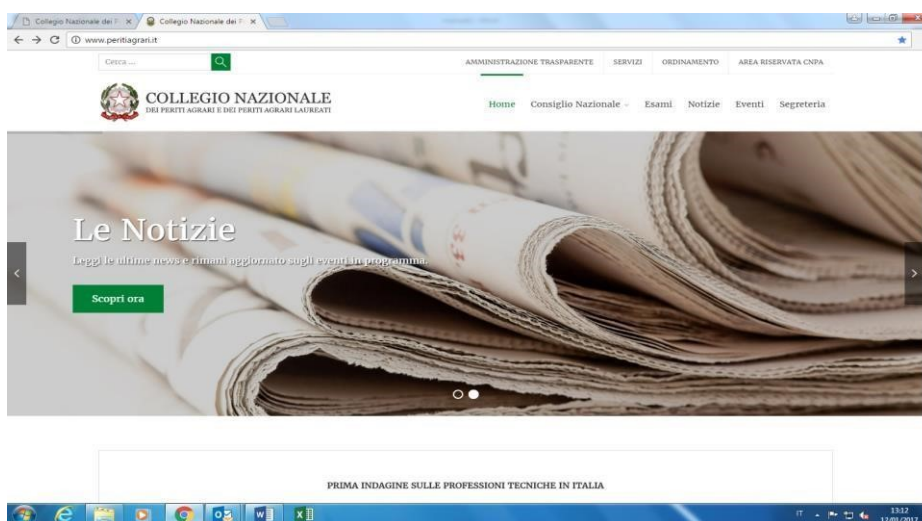 Collegio Nazionale dei P
Collegio Nazionale dei P
www.peritiagrari.it
Cerca ...
AMMINISTRAZIONE TRASPARENTE SERVIZI ORDINAMENTO AREA RISERVATA CNPA
COLLEGIO NAZIONALE
DEI PERITI AGRARI E DEI PERITI AGRARI LAUREATI
Home Consiglio Nazionale Esami Notizie Eventi Segreteria
Le Notizie
Leggi le ultime news e rimani aggiornato sugli eventi in programma.
Scopri ora
PRIMA INDAGINE SULLE PROFESSIONI TECNICHE IN ITALIA
IT
13:12
12/01/2017